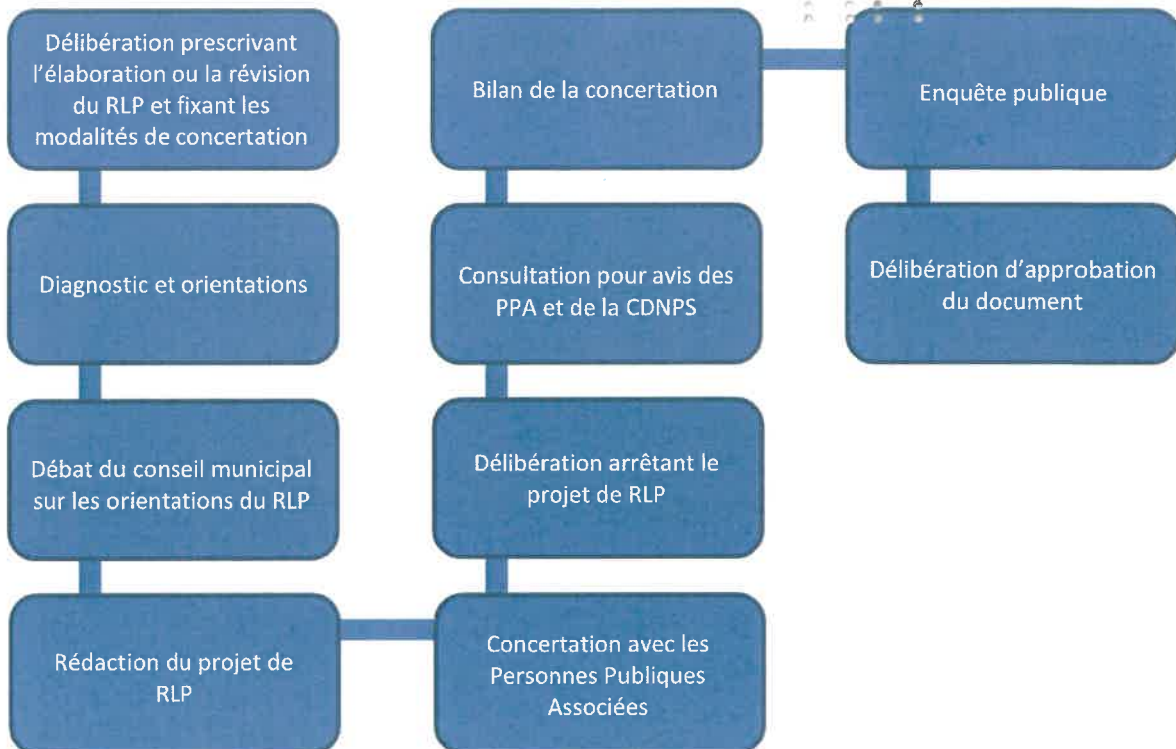 Délibération prescrivant
l'élaboration ou la révision
du RLP et fixant les
modalités de concertation
Diagnostic et orientations
Débat du conseil municipal
sur les orientations du RLP
Rédaction du projet de
RLP
Concertation avec les
Personnes Publiques
Associées
Délibération arrêtant le
projet de RLP
Consultation pour avis des
PPA et de la CDNPS
Bilan de la concertation
Enquête publique
Délibération d'approbation
du document